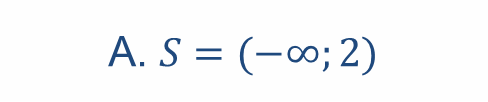 A. S = (−∞; 2)